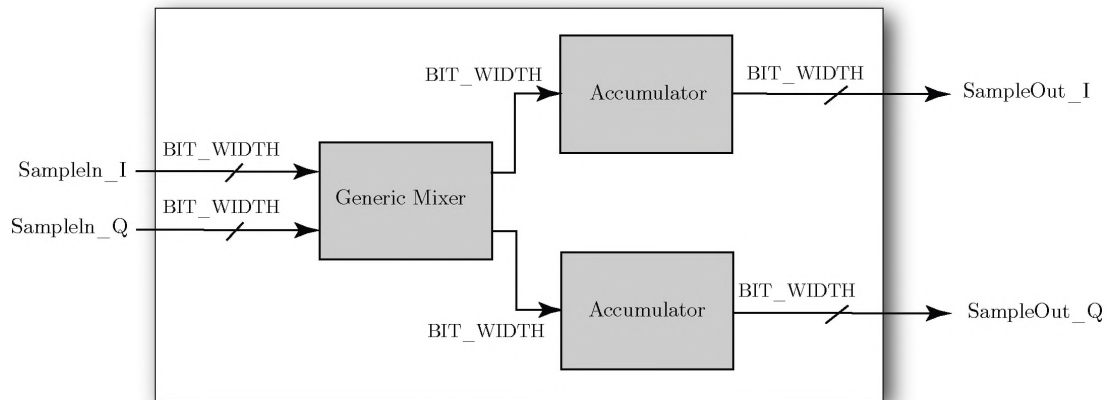 BIT_WIDTH
Accumulator
BIT_WIDTH
SampleOut_I
SampleIn_I
BIT_WIDTH
SampleIn_Q
BIT_WIDTH
Generic Mixer
BIT_WIDTH
Accumulator
BIT_WIDTH
SampleOut_Q